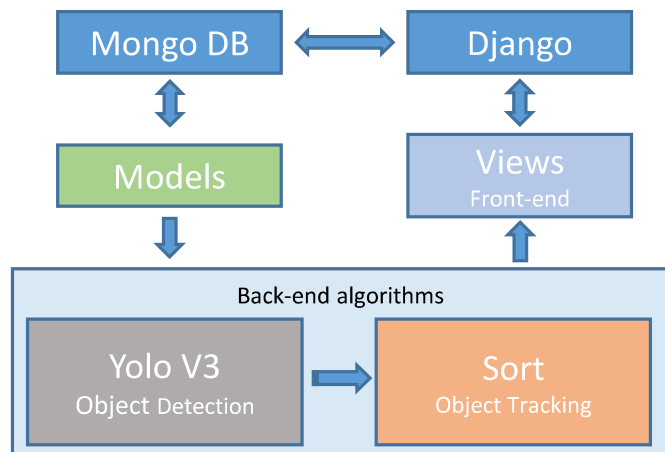 Mongo DB
Django
Models
Views
Front-end
Back-end algorithms
Yolo V3
Object Detection
Sort
Object Tracking